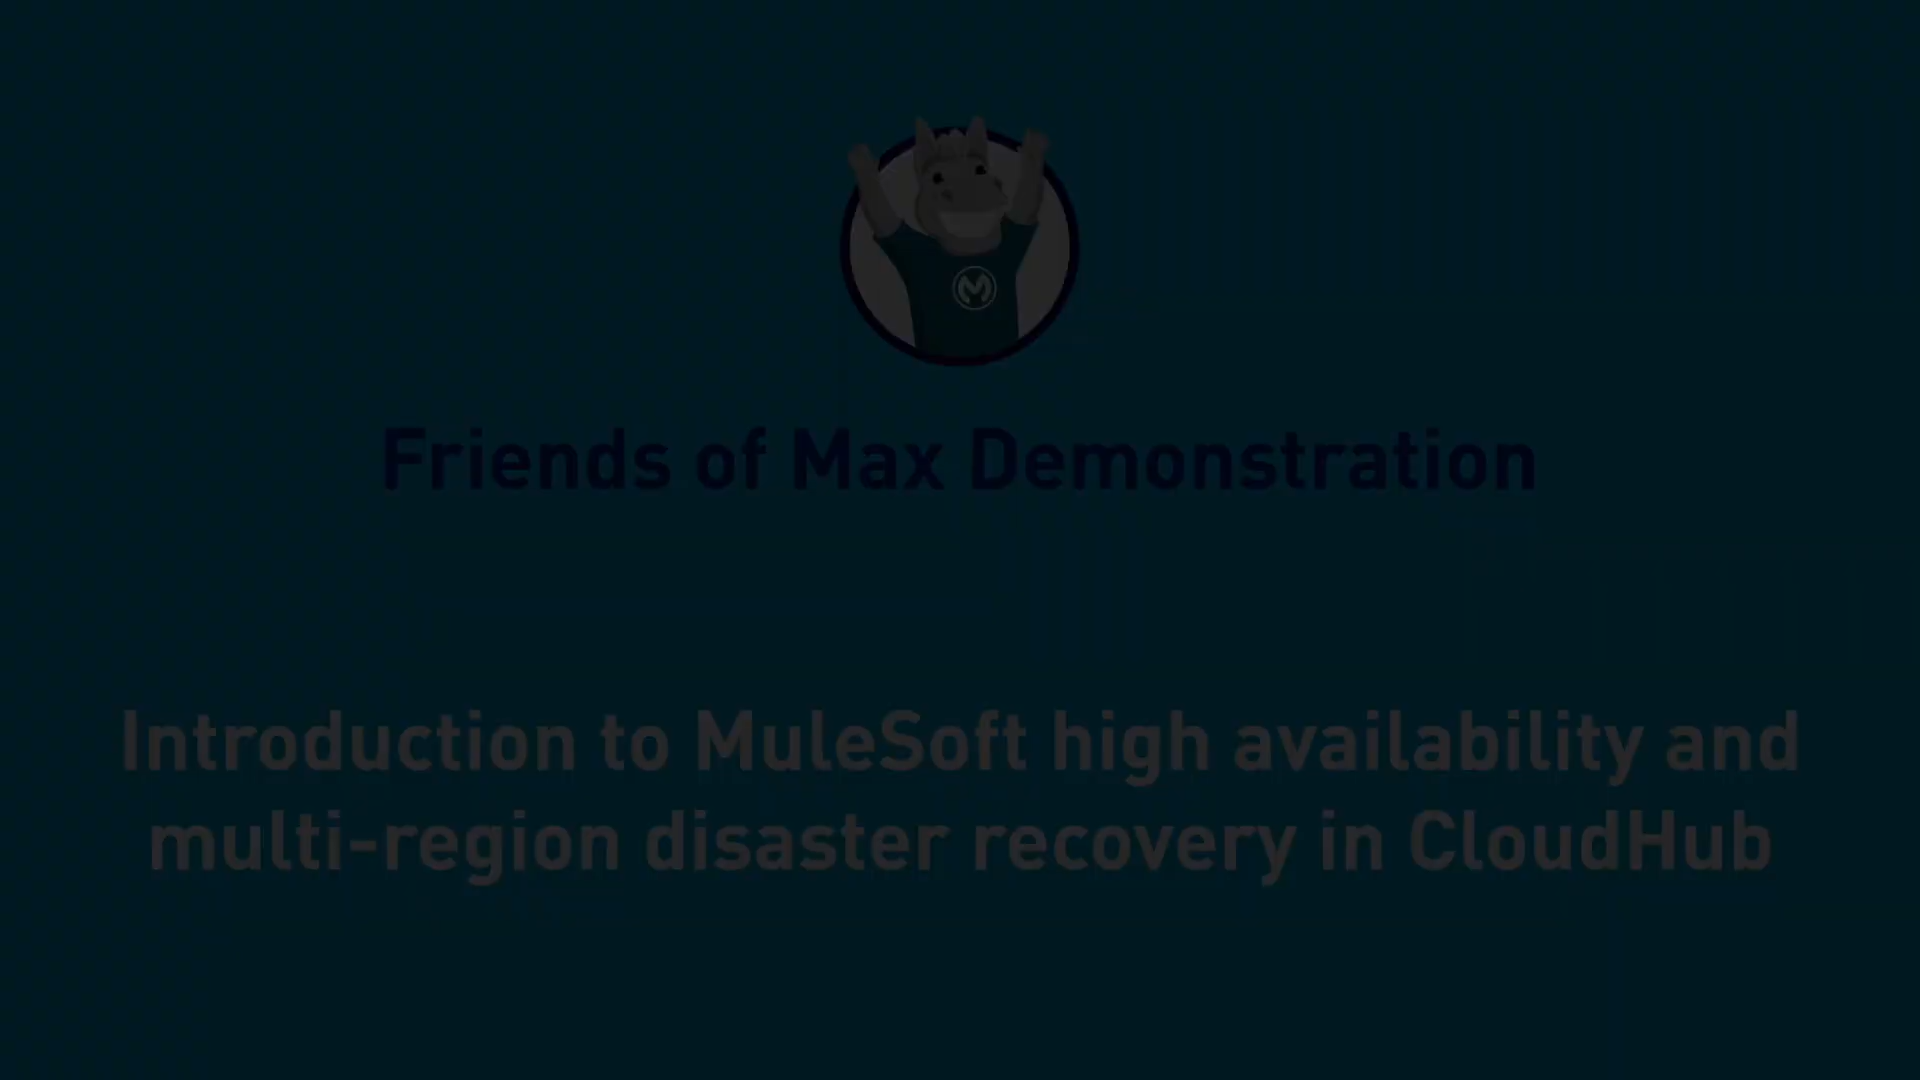 M
Friends of Max Demonstration
Introduction to MuleSoft high availability and
multi-region disaster recovery in CloudHub